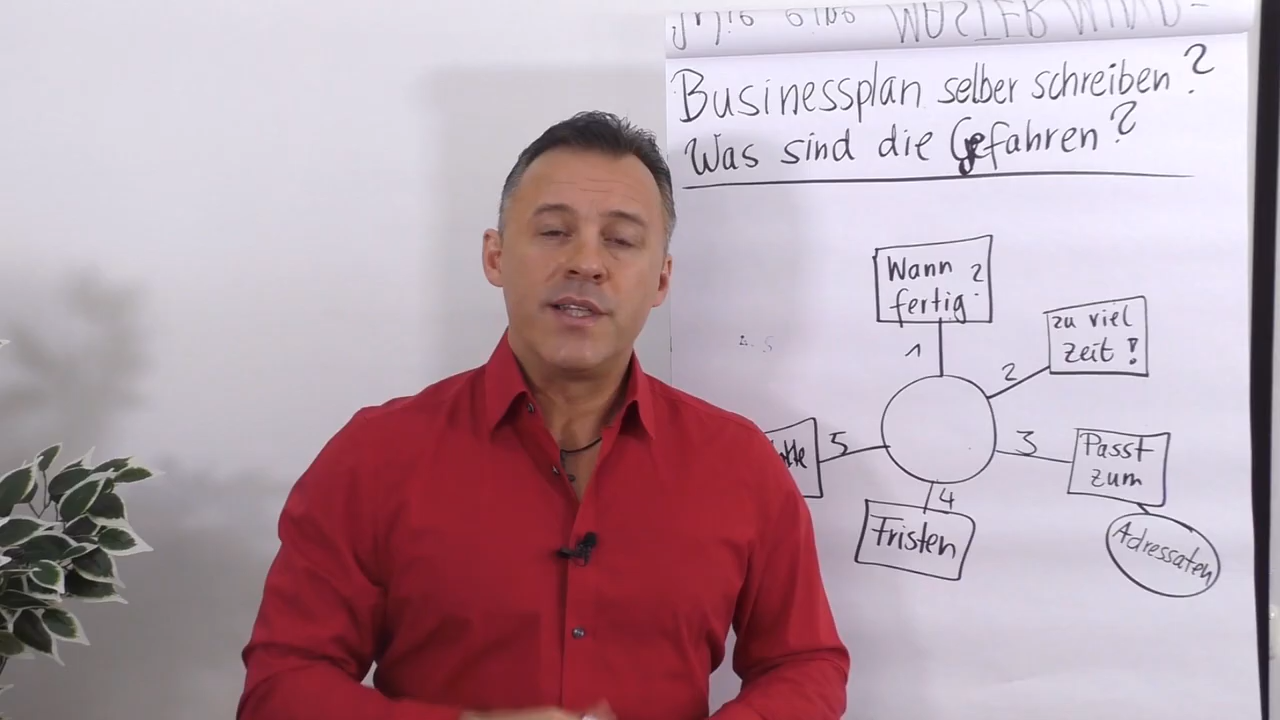 Businessplan selber schreiben?
Was sind die Gefahren?
Wann
fertig?
1
zu viel
Zeit!
2
3
Passt
zum
Adressaten
4
Fristen
5